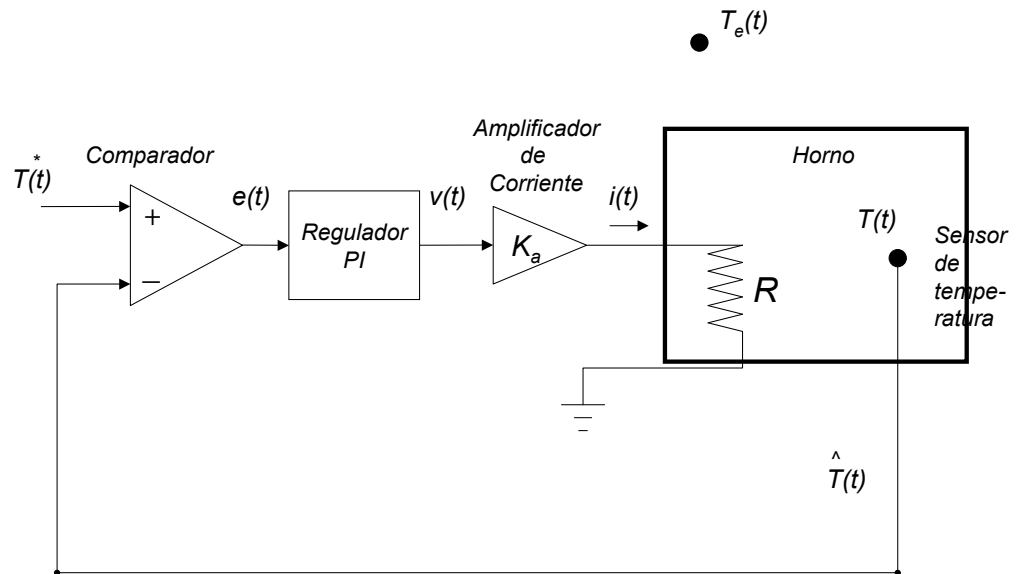 Tₑ(t)
Amplificador
de
Corriente
Comparador
Horno
T(t)*
e(t)
v(t)
i(t)
+
−
Regulador
PI
Kₐ
R
T(t)
Sensor
de
tempe-
ratura
T̂(t)